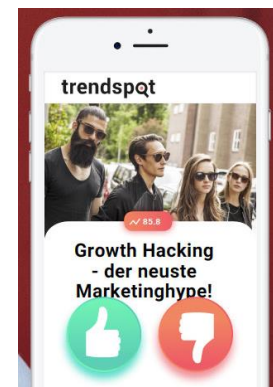 trendspot
85.8
Growth Hacking
- der neuste
Marketinghype!